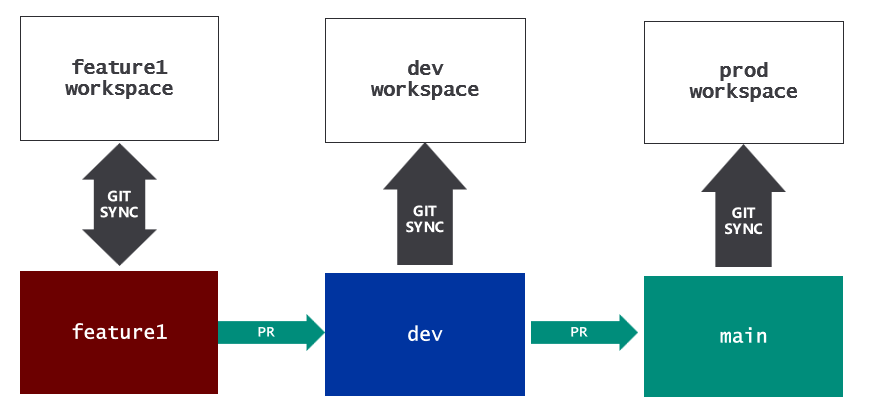 feature1
workspace
dev
workspace
prod
workspace
GIT
SYNC
GIT
SYNC
GIT
SYNC
feature1
PR
dev
PR
main